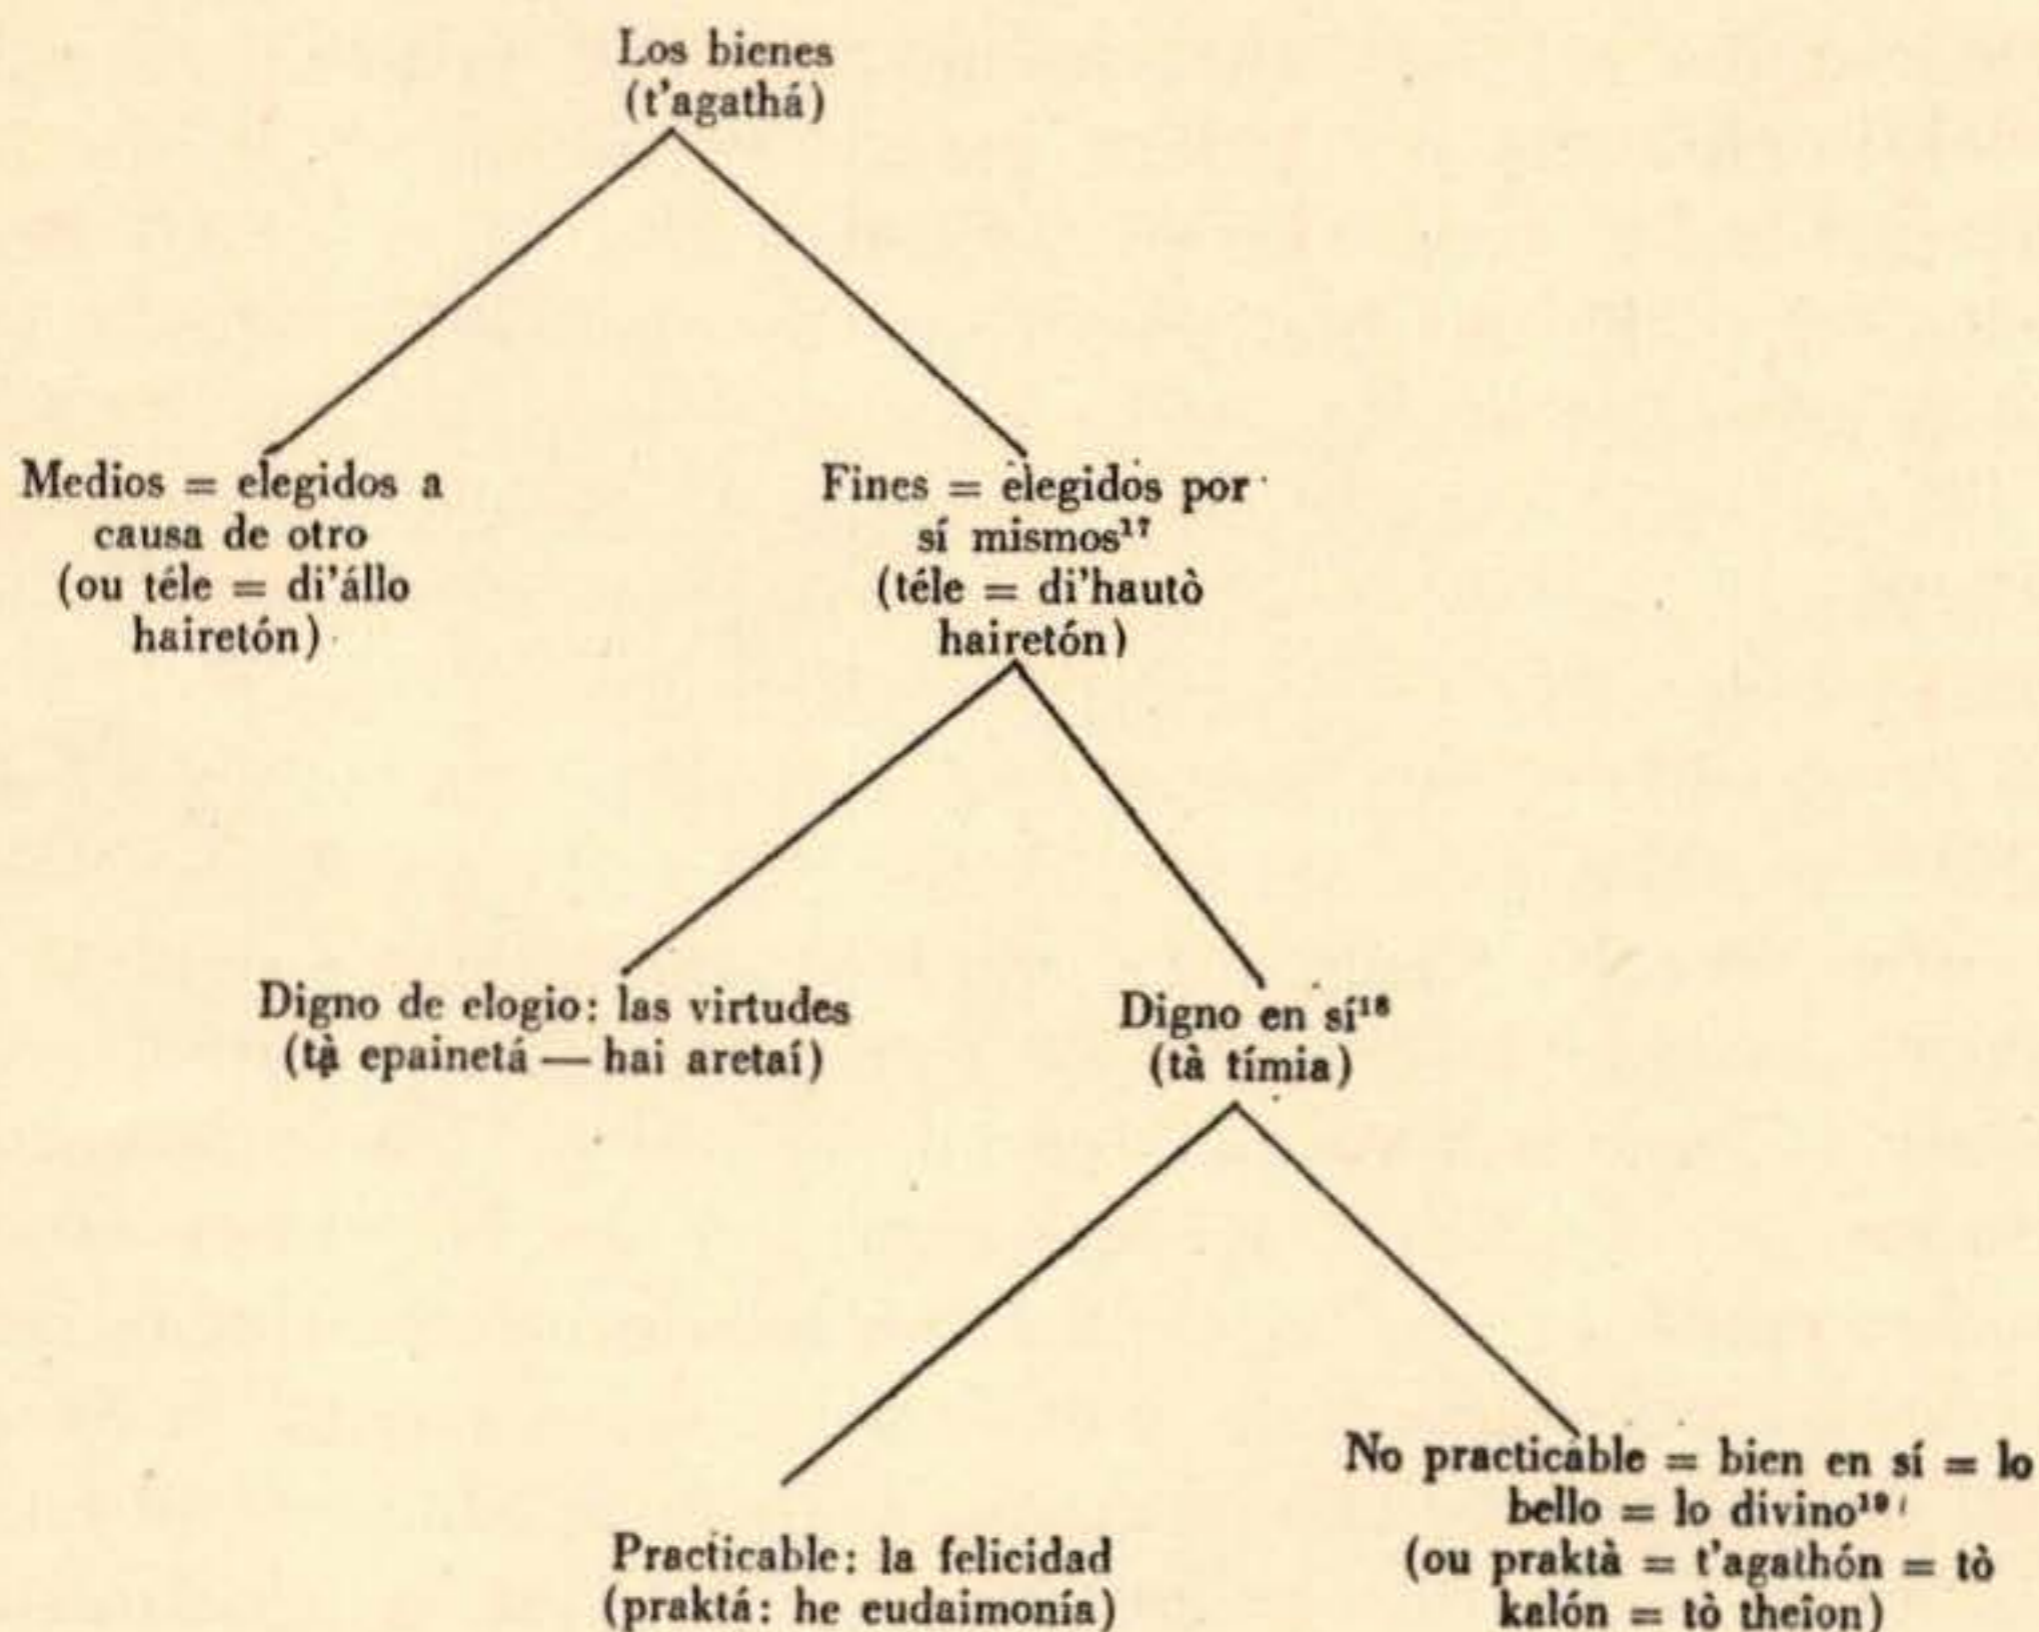 Los bienes
(t'agathá)
Medios = elegidos a
causa de otro
(ou téle = di'állo
hairetón)
Fines = elegidos por
sí mismos¹⁷
(téle = di'hautò
hairetón)
Digno de elogio: las virtudes
(tà epainetá — hai aretaí)
Digno en sí¹⁸
(tà tímia)
Practicable: la felicidad
(praktá: he eudaimonía)
No practicable = bien en sí = lo
bello = lo divino¹⁹
(ou praktà = t'agathón = tò
kalón = tò theîon)